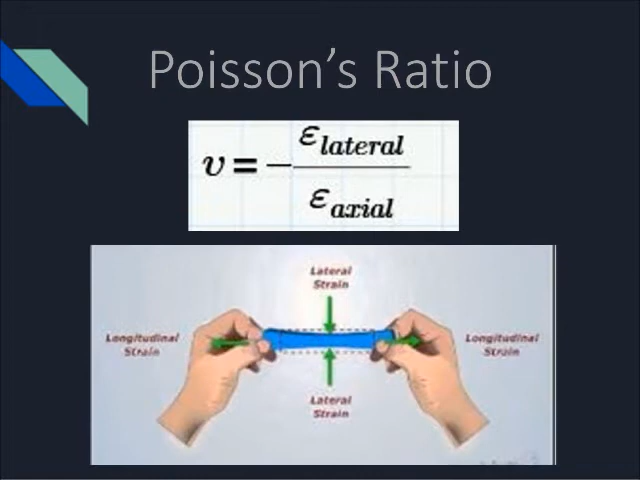 Poisson’s Ratio
υ = − ε lateral
ε axial
Lateral
Strain
Longitudinal
Strain
Longitudinal
Strain
Lateral
Strain